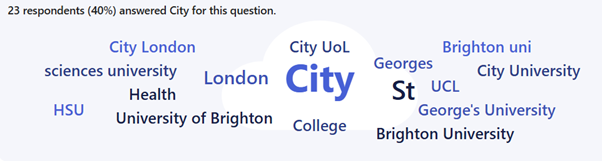 23 respondents (40%) answered City for this question.
City London
City UoL
Brighton uni
sciences university
London
City
Georges
City University
Health
St
UCL
HSU
George's University
University of Brighton
College
Brighton University